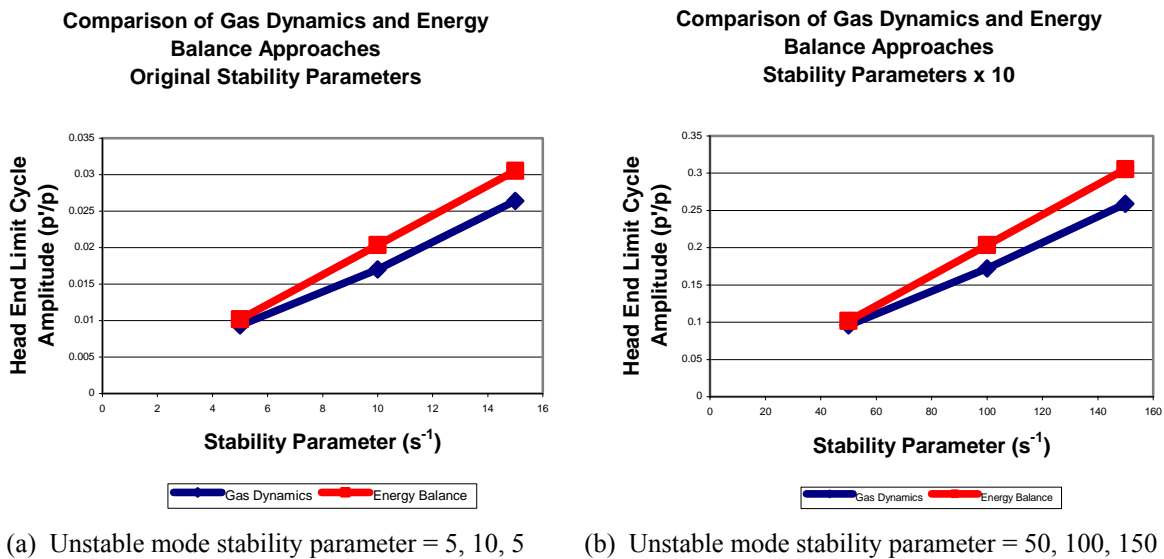 Comparison of Gas Dynamics and Energy
Balance Approaches
Original Stability Parameters
Head End Limit Cycle
Amplitude (p'/p)
0.035
0.03
0.025
0.02
0.015
0.01
0.005
0
0 2 4 6 8 10 12 14 16
Stability Parameter (s⁻¹)
Gas Dynamics Energy Balance
(a) Unstable mode stability parameter = 5, 10, 5
Comparison of Gas Dynamics and Energy
Balance Approaches
Stability Parameters x 10
Head End Limit Cycle
Amplitude (p'/p)
0.35
0.3
0.25
0.2
0.15
0.1
0.05
0
0 20 40 60 80 100 120 140 160
Stability Parameter (s⁻¹)
Gas Dynamics Energy Balance
(b) Unstable mode stability parameter = 50, 100, 150